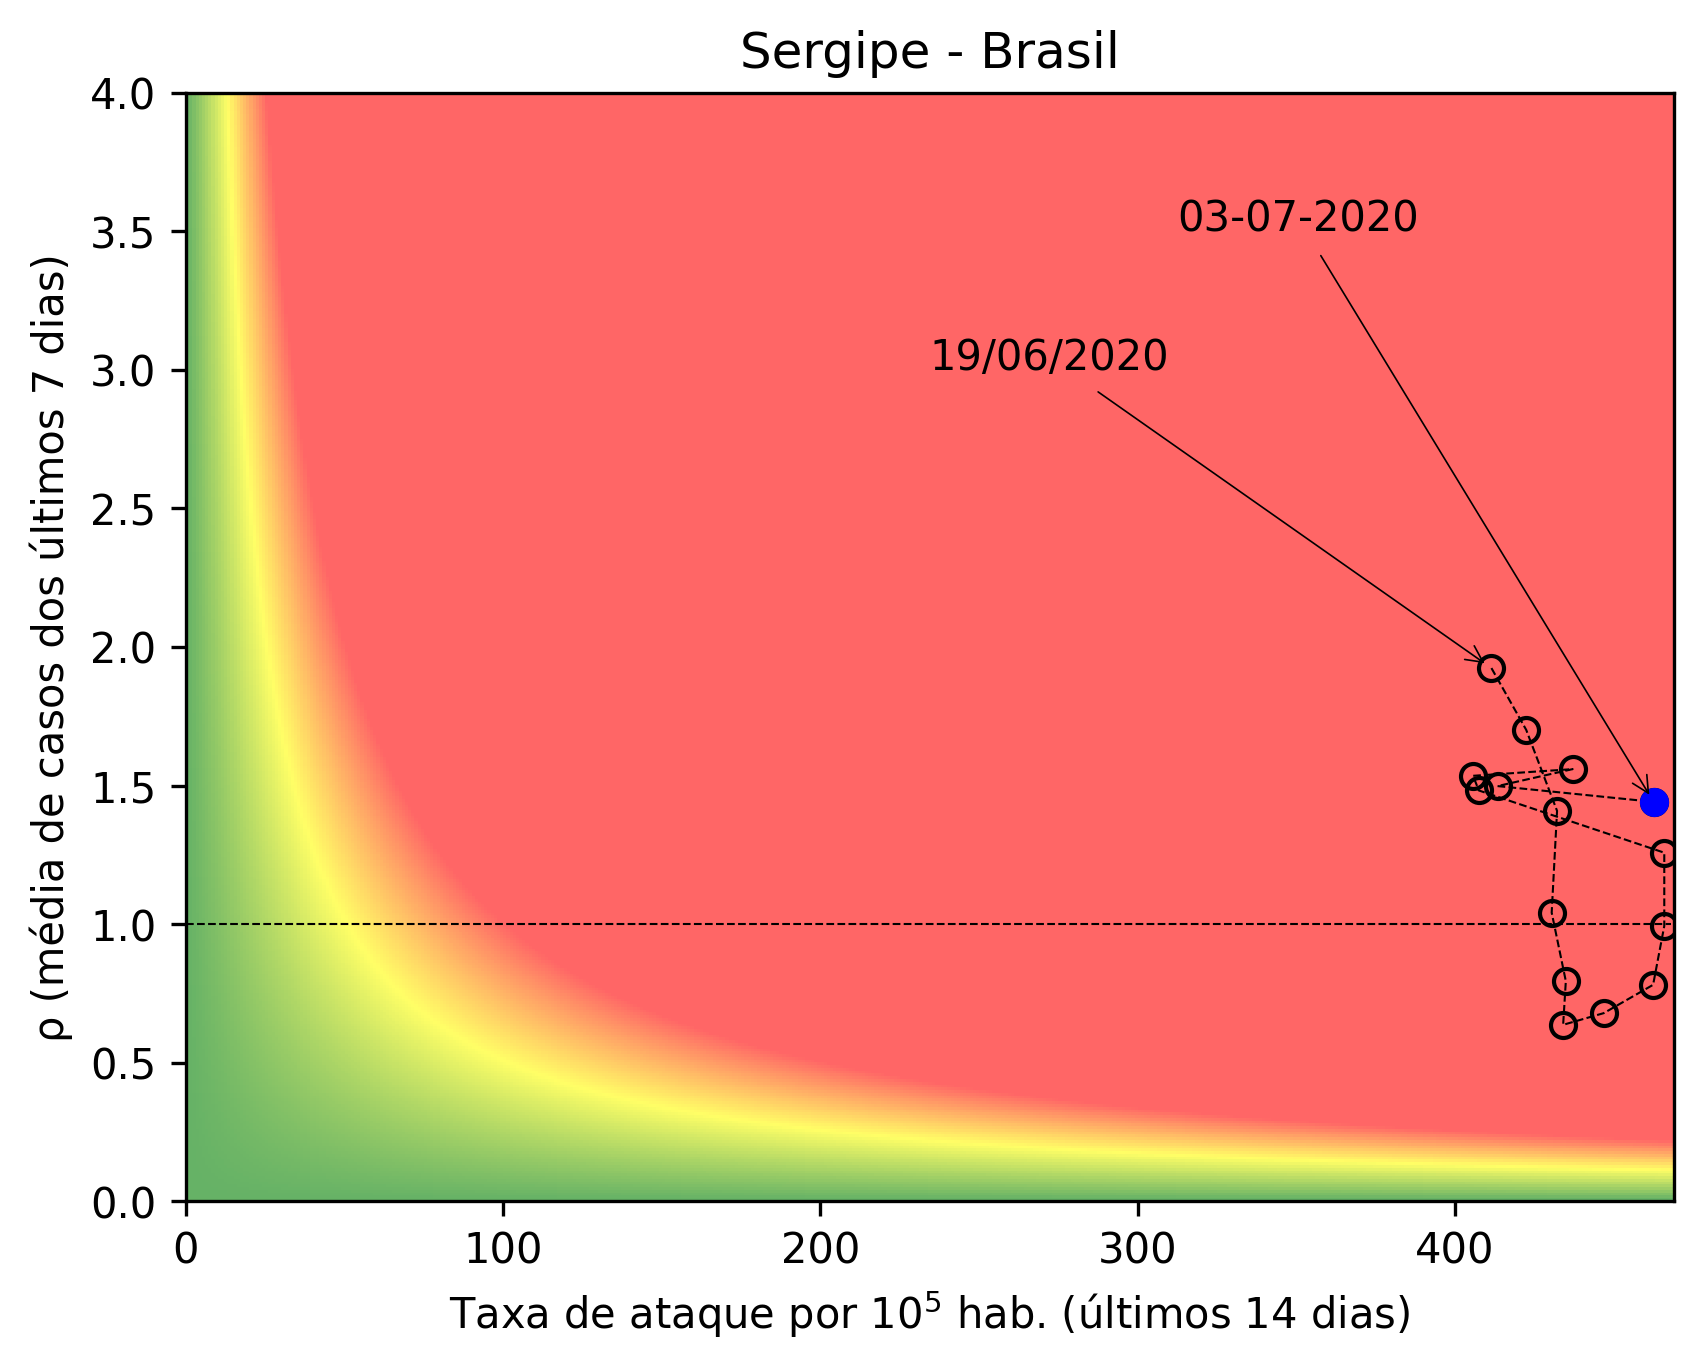 Sergipe - Brasil
4.0
3.5
3.0
2.5
2.0
1.5
1.0
0.5
0.0
ρ (média de casos dos últimos 7 dias)
03-07-2020
19/06/2020
0 100 200 300 400
Taxa de ataque por 10⁵ hab. (últimos 14 dias)